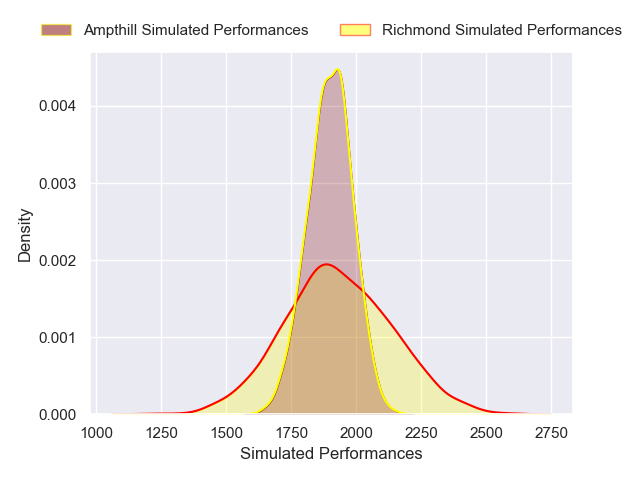 Ampthill Simulated Performances Richmond Simulated Performances
0.004
0.003
0.002
0.001
0.000
Density
1000 1250 1500 1750 2000 2250 2500 2750
Simulated Performances